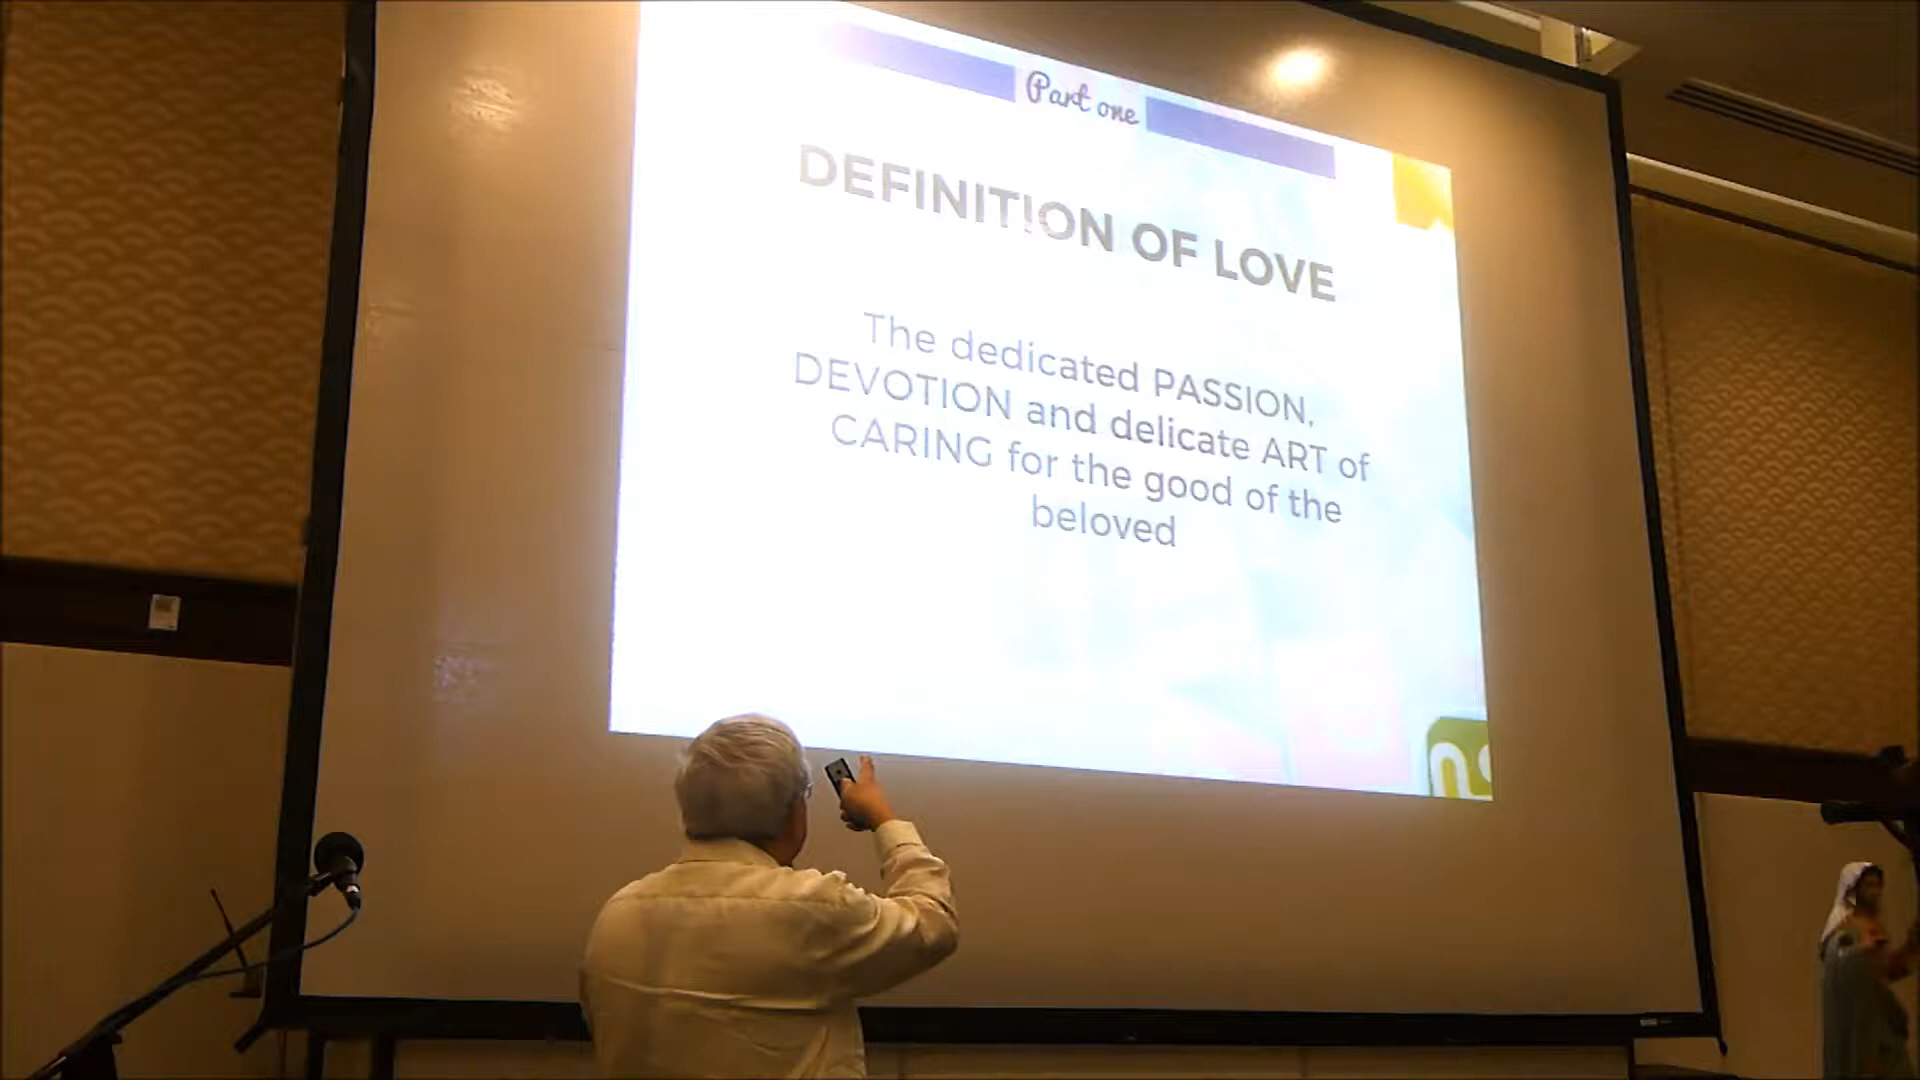 Part one
DEFINITION OF LOVE
The dedicated PASSION,
DEVOTION and delicate ART of
CARING for the good of the
beloved